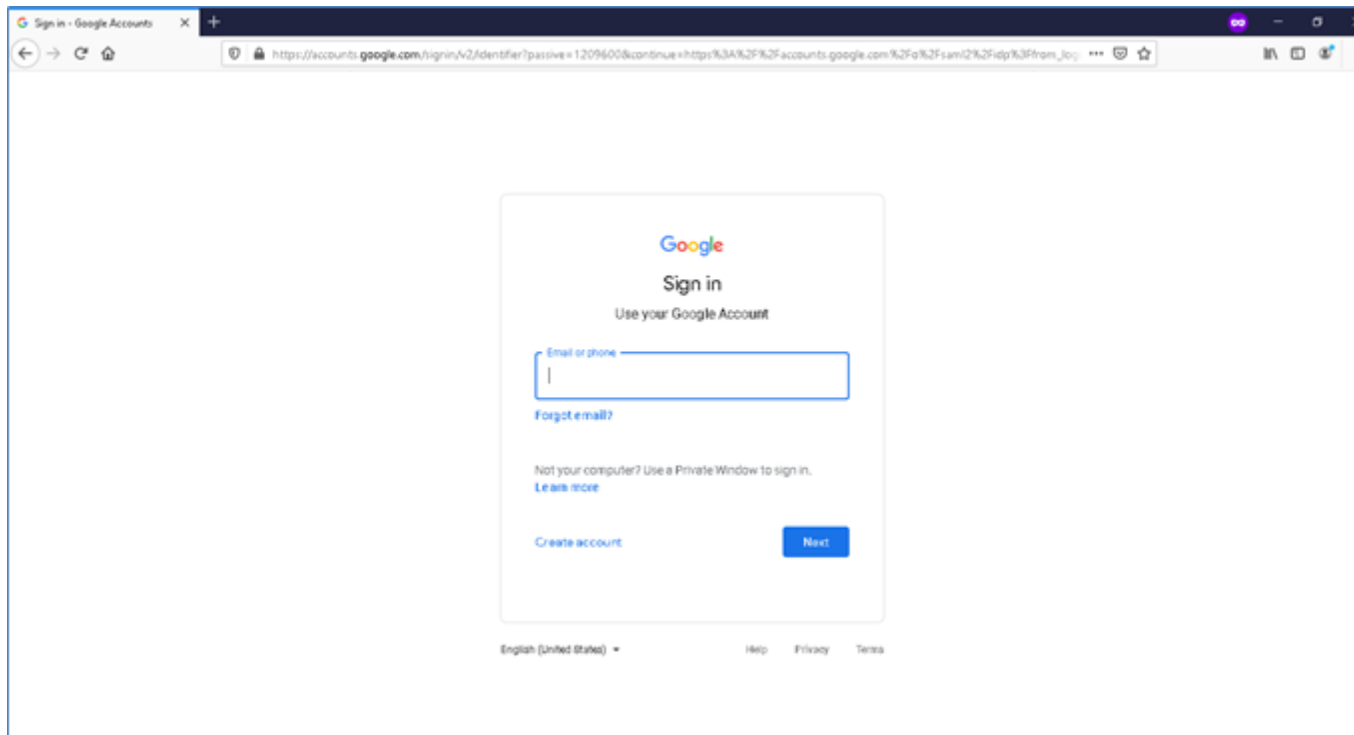 Sign in - Google Accounts
https://accounts.google.com/signin/v2/identifier?passive=1209600&continue=https%3A%2F%2Faccounts.google.com%2Fo%2Fsaml2%2Fidp%3Ffrom_log
Google
Sign in
Use your Google Account
Email or phone
Forgot email?
Not your computer? Use a Private Window to sign in.
Learn more
Create account
Next
English (United States)
Help Privacy Terms